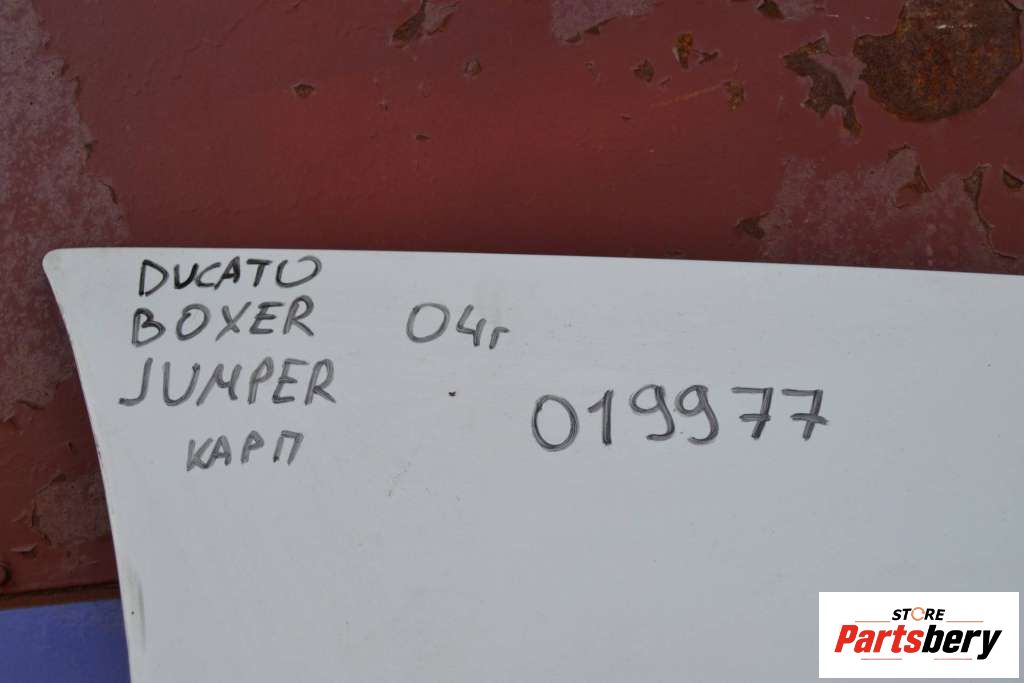 DUCATO
BOXER 04г
JUMPER
019977
КАРП
STORE
Partsbery